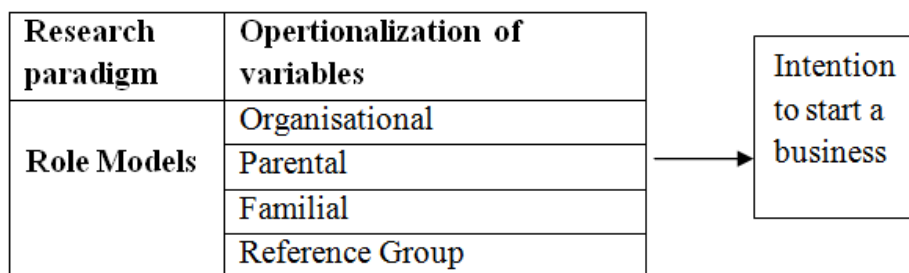 Research
paradigm
Opertionalization of
variables
Role Models
Organisational
Parental
Familial
Reference Group
Intention
to start a
business